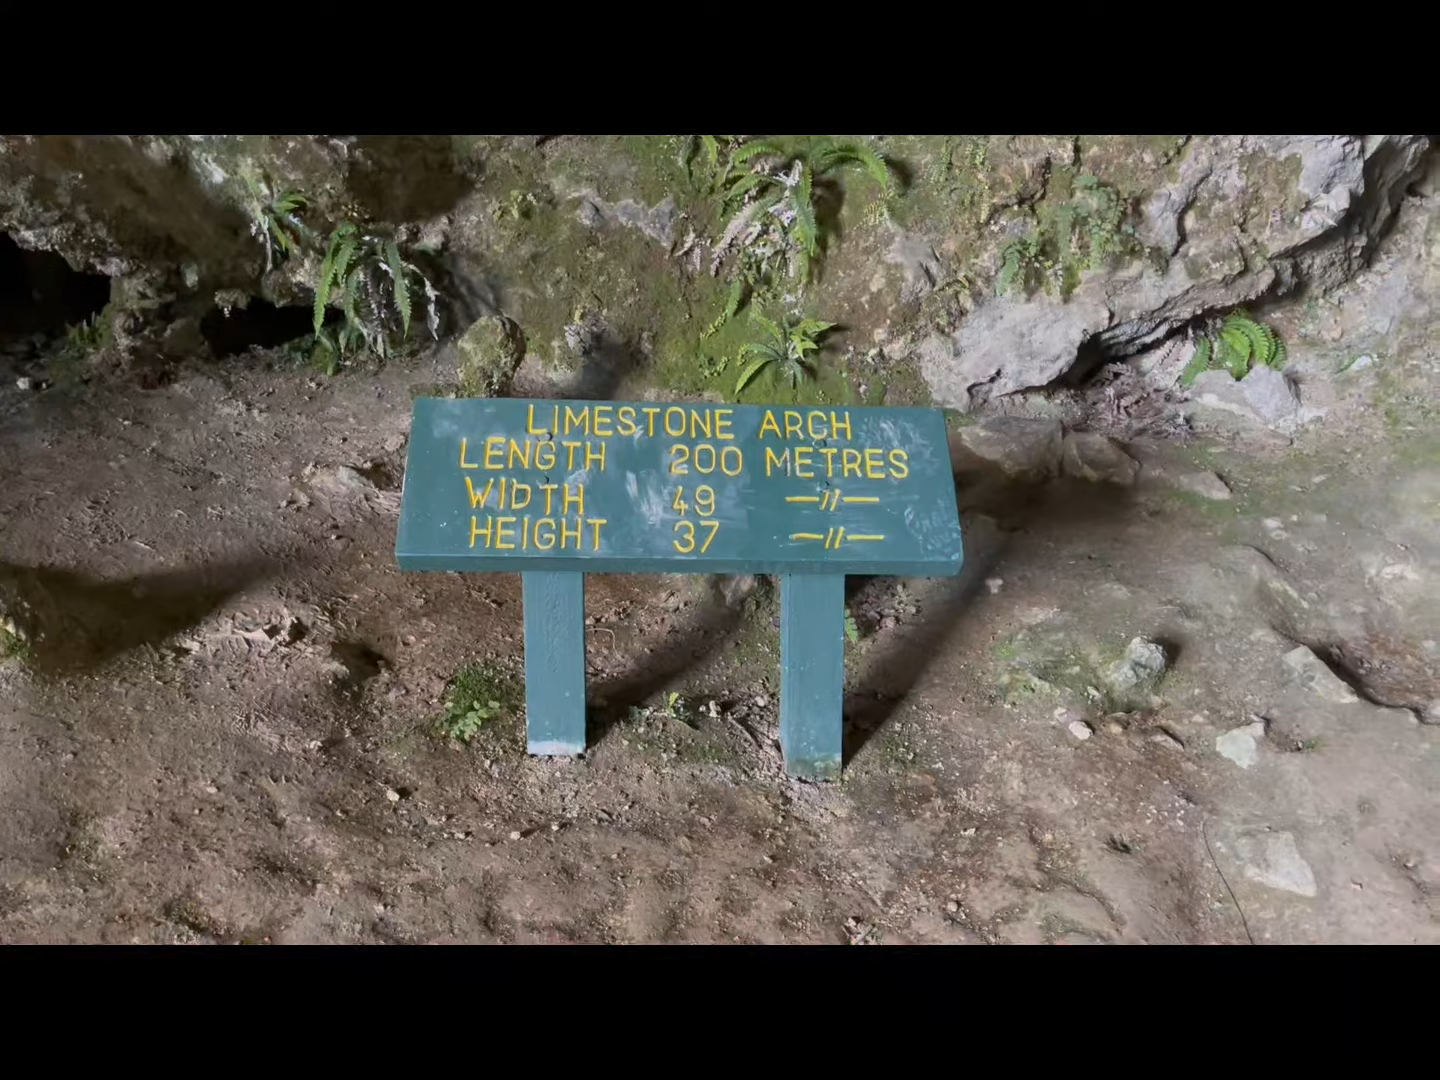 LIMESTONE ARCH
LENGTH 200 METRES
WIDTH 49 —〃—
HEIGHT 37 —〃—